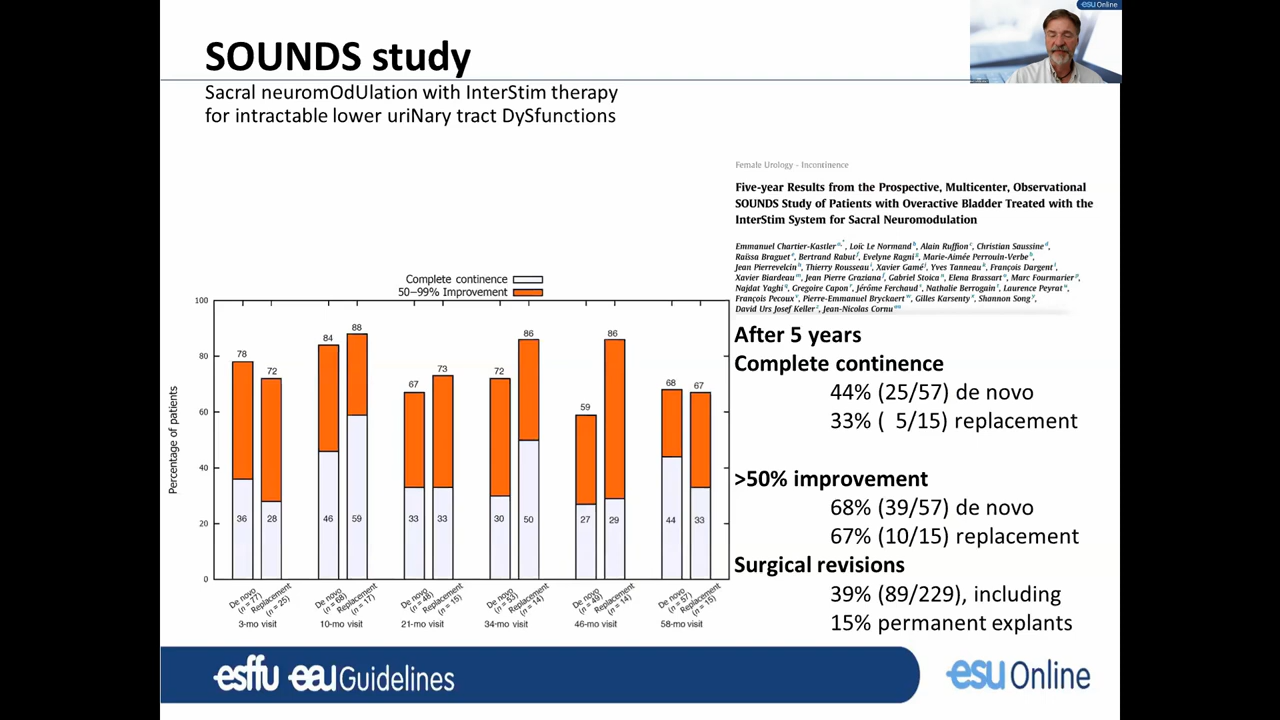 esu Online
SOUNDS study
Sacral neuromOdUlation with InterStim therapy
for intractable lower uriNary tract DySfunctions
Female Urology – Incontinence
Five-year Results from the Prospective, Multicenter, Observational
SOUNDS Study of Patients with Overactive Bladder Treated with the
InterStim System for Sacral Neuromodulation
Emmanuel Chartier-Kastler, Loïc Le Normand, Alain Ruffion, Christian Saussine,
Raïssa Braguet, Bertrand Rabut, Evelyne Ragni, Marie-Aimée Perrouin-Verbe,
Jean Pierrevelcin, Thierry Rousseau, Xavier Gamé, Yves Tanneau, François Dargent,
Xavier Biardeau, Jean Pierre Graziana, Gabriel Stoica, Elena Brassart, Marc Fourmarier,
Najdat Yaghi, Gregoire Capon, Jérôme Ferchaud, Nathalie Berrogain, Laurence Peyrat,
François Pecoux, Pierre-Emmanuel Bryckaert, Gilles Karsenty, Shannon Song,
David Urs Josef Keller, Jean-Nicolas Cornu
Complete continence
50–99% Improvement
Percentage of patients
100
80
60
40
20
0
78 72 84 88 67 73 72 86 59 86 68 67
36 28 46 59 33 33 30 50 27 29 44 33
De novo (n = 77) Replacement (n = 25) De novo Replacement (n = 17) De novo Replacement (n = 15) De novo Replacement (n = 14) De novo (n = 49) Replacement (n = 14) De novo (n = 57) Replacement (n = 15)
3-mo visit 10-mo visit 21-mo visit 34-mo visit 46-mo visit 58-mo visit
After 5 years
Complete continence
44% (25/57) de novo
33% ( 5/15) replacement
>50% improvement
68% (39/57) de novo
67% (10/15) replacement
Surgical revisions
39% (89/229), including
15% permanent explants
esffu eau Guidelines
esu Online